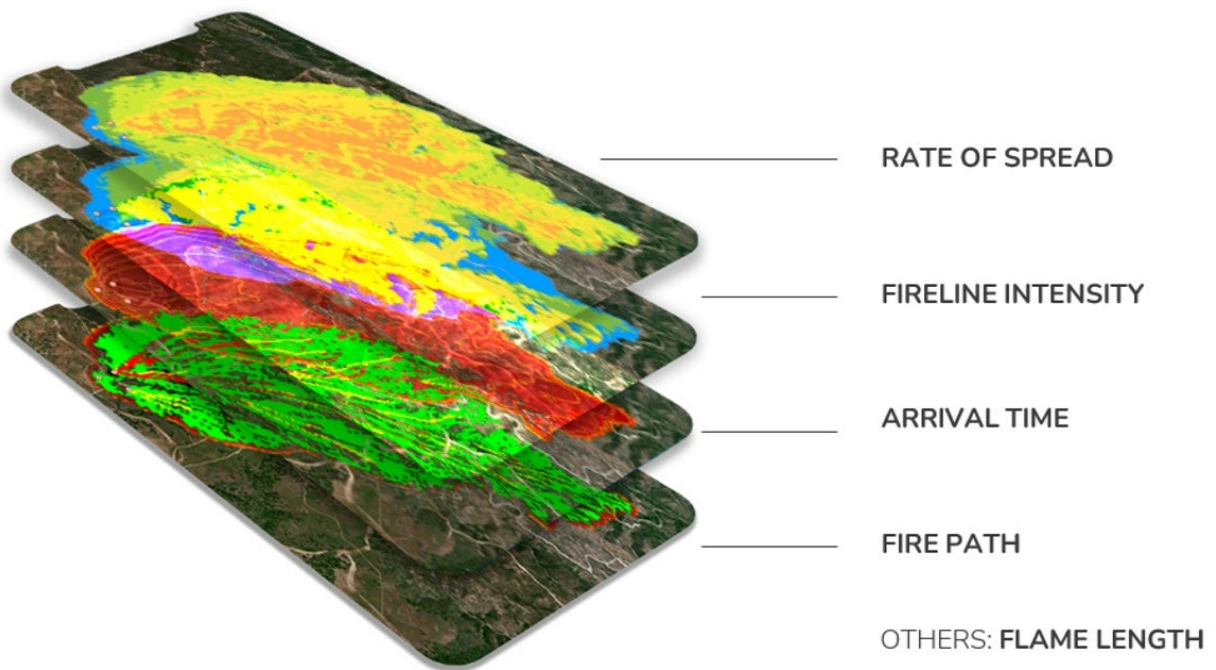 RATE OF SPREAD
FIRELINE INTENSITY
ARRIVAL TIME
FIRE PATH
OTHERS: FLAME LENGTH